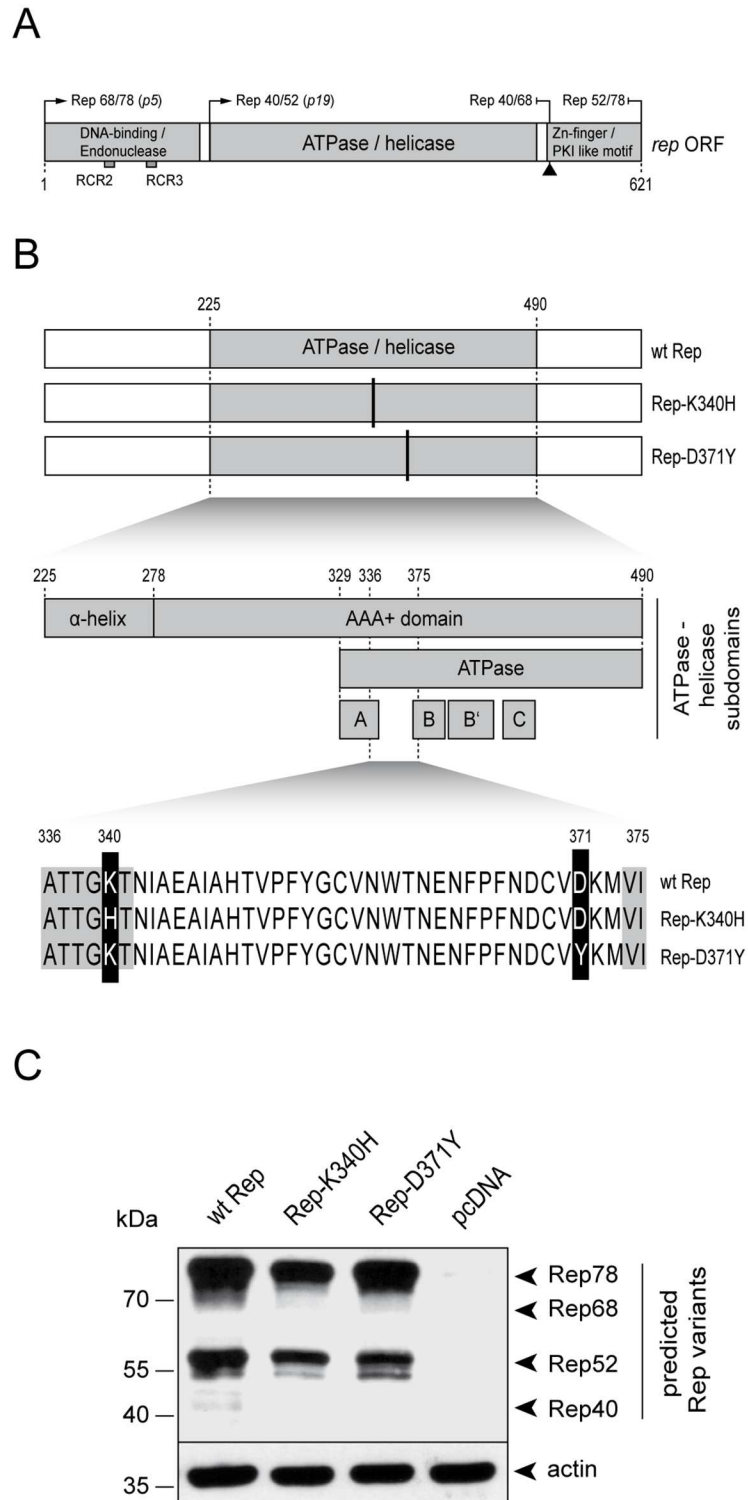 A
Rep 68/78 (p5) Rep 40/52 (p19) Rep 40/68 Rep 52/78
DNA-binding / Endonuclease ATPase / helicase Zn-finger / PKI like motif rep ORF
RCR2 RCR3
1 621
B
225 490
ATPase / helicase wt Rep
Rep-K340H
Rep-D371Y
225 278 329 336 375 490
α-helix AAA+ domain
ATPase
A B B' C
ATPase -
helicase
subdomains
336 340 371 375
ATTGKTNIAEAIAHTVPFYGCVNWTNENFPFNDCVDKMVI wt Rep
ATTGHTNIAEAIAHTVPFYGCVNWTNENFPFNDCVDKMVI Rep-K340H
ATTGKTNIAEAIAHTVPFYGCVNWTNENFPFNDCVYKMVI Rep-D371Y
C
kDa wt Rep Rep-K340H Rep-D371Y pcDNA
Rep78
70
Rep68
55 Rep52
40 Rep40
predicted
Rep variants
35 actin